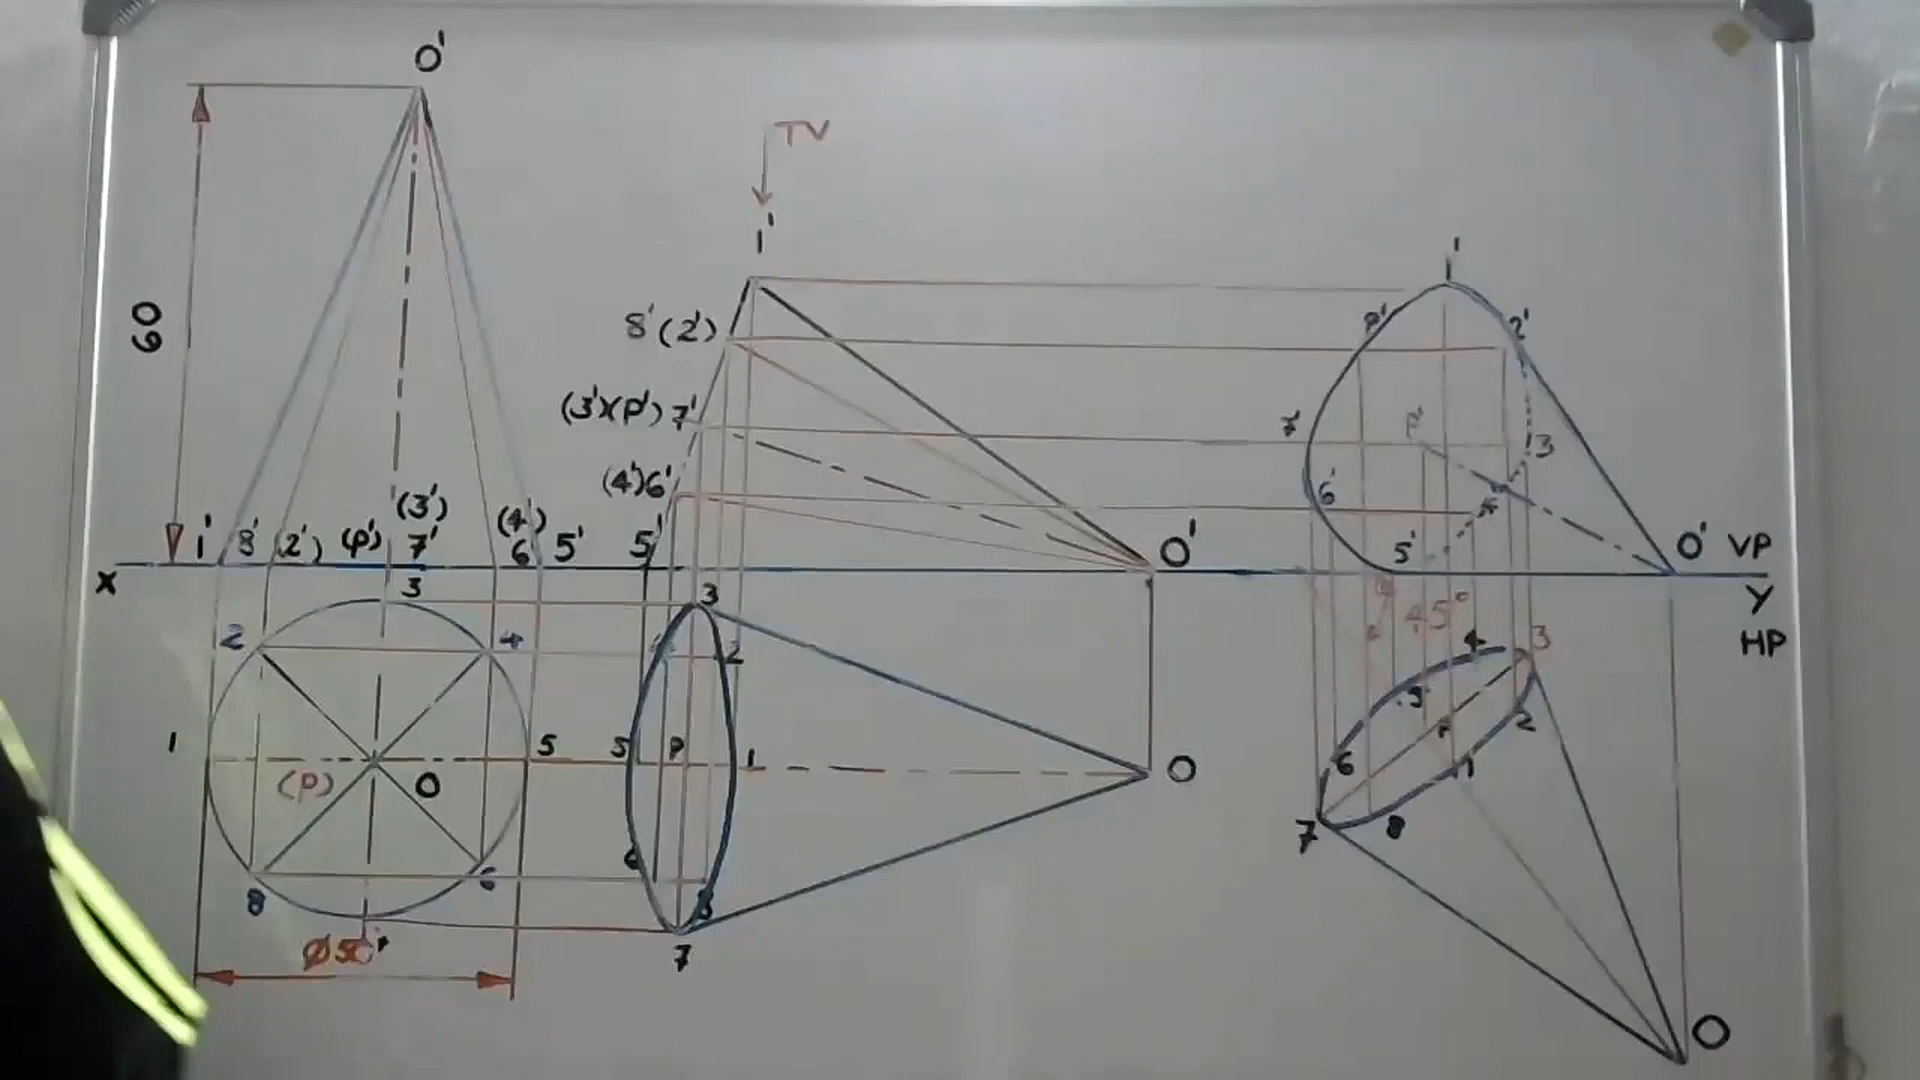 O'
60
1' 8' (2') (p') (3') 7' (4') 6' 5'
X
3
2 4
1 5
(P) O
8 6
Ø50
TV
1'
8'(2')
(3')(p') 7'
(4')6'
5'
O'
3
2
5 P 1
O
6
8
7
1'
8' 2'
7' P' 3
6'
5'
O' VP
Y
HP
45°
4 3
5
2
P
6 1
7 8
O